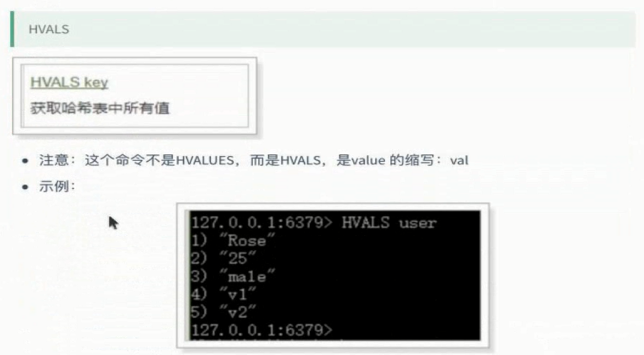 HVALS
HVALS key
获取哈希表中所有值
注意：这个命令不是HVALUES，而是HVALS，是value 的缩写：val
示例：
127.0.0.1:6379> HVALS user
1) "Rose"
2) "25"
3) "male"
4) "v1"
5) "v2"
127.0.0.1:6379>